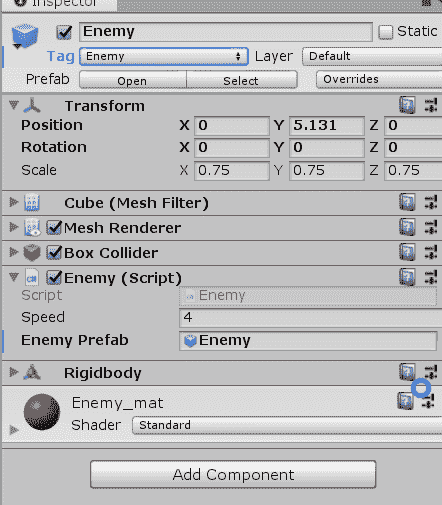 Inspector
Enemy Static
Tag Enemy Layer Default
Prefab Open Select Overrides
Transform
Position X 0 Y 5.131 Z 0
Rotation X 0 Y 0 Z 0
Scale X 0.75 Y 0.75 Z 0.75
Cube (Mesh Filter)
Mesh Renderer
Box Collider
Enemy (Script)
Script Enemy
Speed 4
Enemy Prefab Enemy
Rigidbody
Enemy_mat
Shader Standard
Add Component